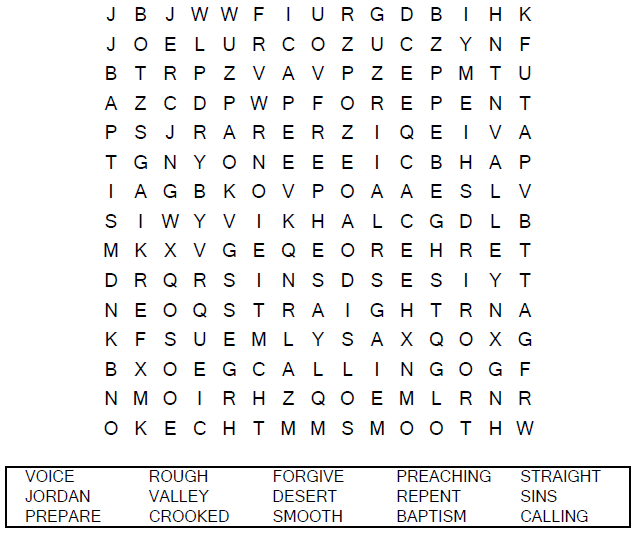 J B J W W F I U R G D B I H K
J O E L U R C O Z U C Z Y N F
B T R P Z V A V P Z E P M T U
A Z C D P W P F O R E P E N T
P S J R A R E R Z I Q E I V A
T G N Y O N E E E I C B H A P
I A G B K O V P O A A E S L V
S I W Y V I K H A L C G D L B
M K X V G E Q E O R E H R E T
D R Q R S I N S D S E S I Y T
N E O Q S T R A I G H T R N A
K F S U E M L Y S A X Q O X G
B X O E G C A L L I N G O G F
N M O I R H Z Q O E M L R N R
O K E C H T M M S M O O T H W
VOICE ROUGH FORGIVE PREACHING STRAIGHT
JORDAN VALLEY DESERT REPENT SINS
PREPARE CROOKED SMOOTH BAPTISM CALLING